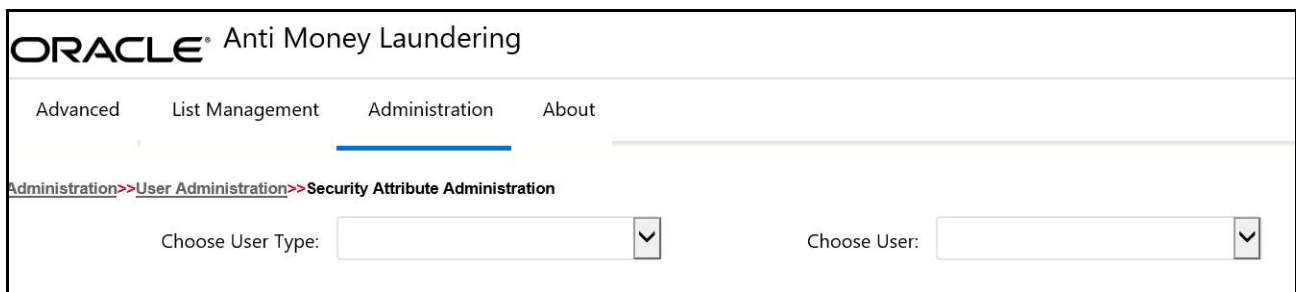 ORACLE® Anti Money Laundering
Advanced List Management Administration About
Administration>>User Administration>>Security Attribute Administration
Choose User Type: Choose User: